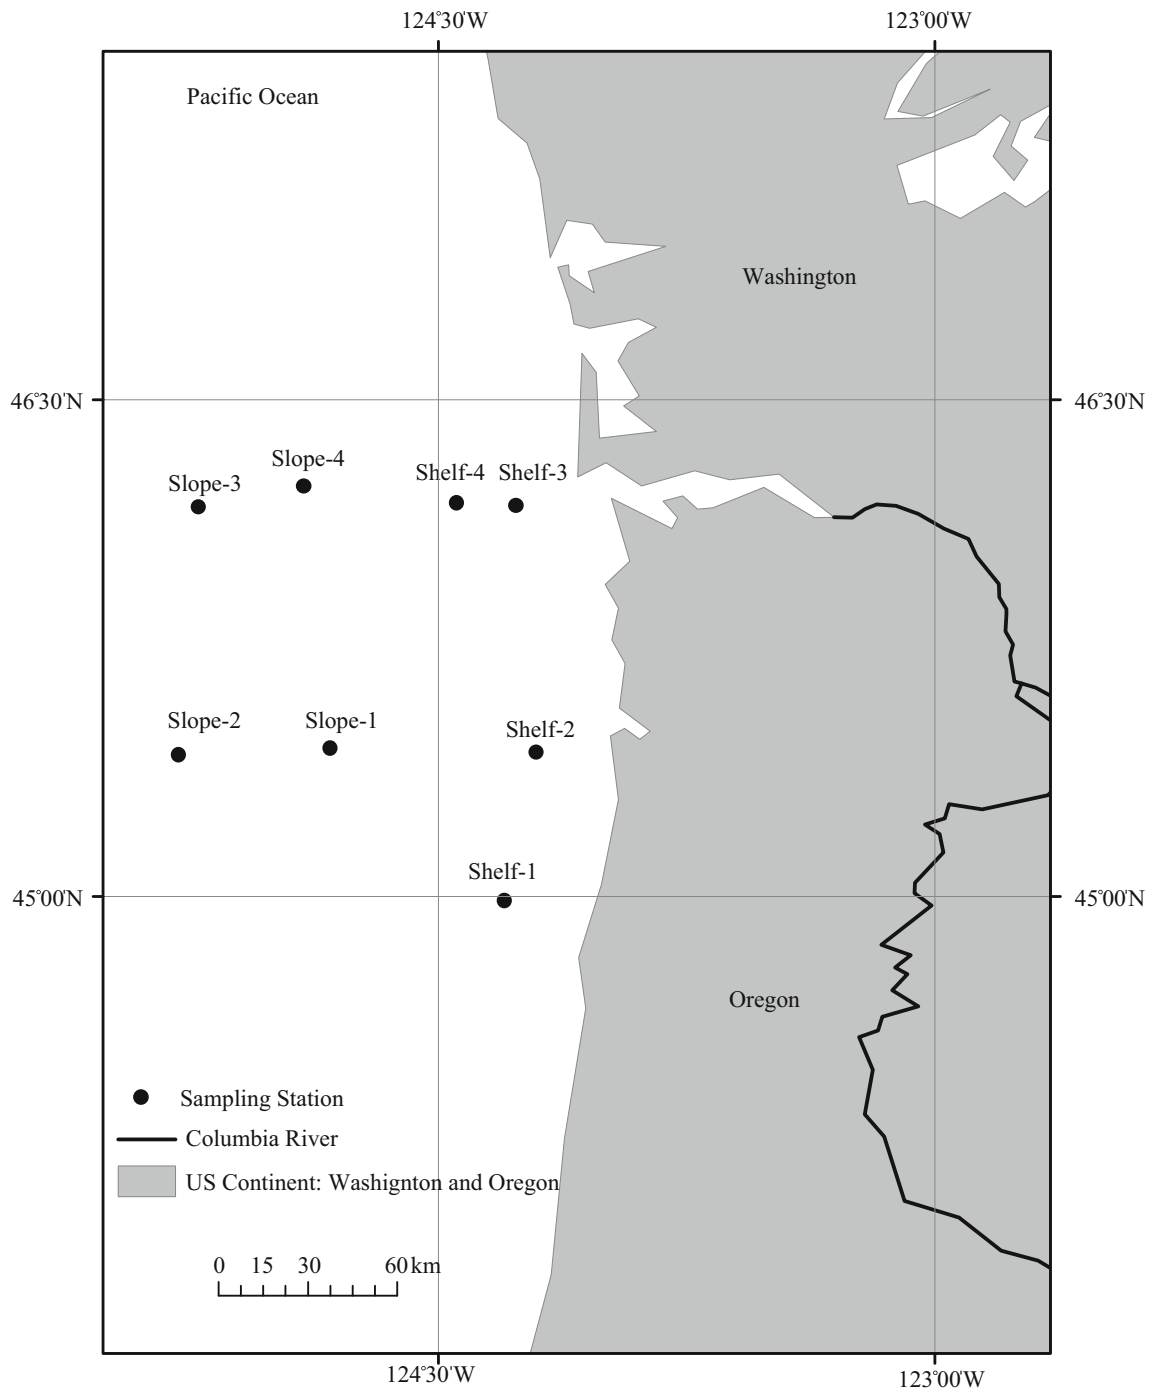 124°30'W 123°00'W
Pacific Ocean
Washington
46°30'N 46°30'N
Slope-4
Slope-3 Shelf-4 Shelf-3
Slope-2 Slope-1 Shelf-2
Shelf-1
45°00'N 45°00'N
Oregon
Sampling Station
Columbia River
US Continent: Washignton and Oregon
0 15 30 60 km
124°30'W 123°00'W